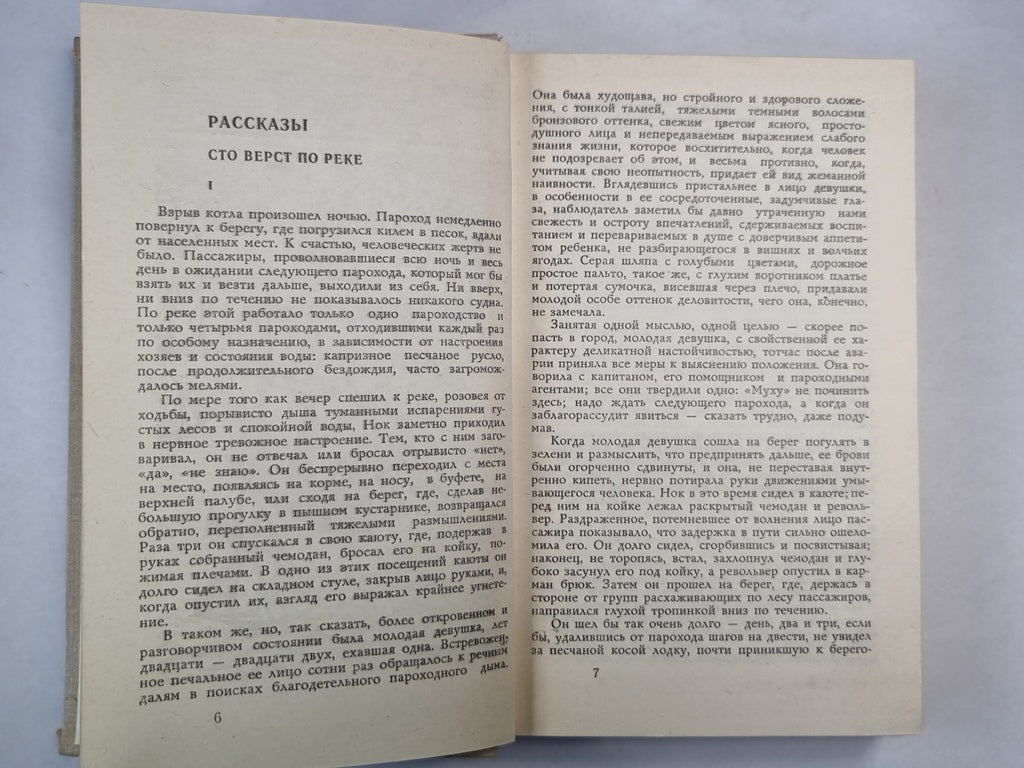 РАССКАЗЫ
СТО ВЕРСТ ПО РЕКЕ
I
Взрыв котла произошел ночью. Пароход немедленно
повернул к берегу, где погрузился килем в песок, вдали
от населенных мест. К счастью, человеческих жертв не
было. Пассажиры, проволновавшиеся всю ночь и весь
день в ожидании следующего парохода, который мог бы
взять их и везти дальше, выходили из себя. Ни вверх,
ни вниз по течению не показывалось никакого судна.
По реке этой работало только одно пароходство и
только четырьмя пароходами, отходившими каждый раз
по особому назначению, в зависимости от настроения
хозяев и состояния воды: капризное песчаное русло,
после продолжительного бездождия, часто загромож-
далось мелями.
По мере того как вечер спешил к реке, розовея от
ходьбы, порывисто дыша туманными испарениями гу-
стых лесов и спокойной воды, Нок заметно приходил
в нервное тревожное настроение. Тем, кто с ним заго-
варивал, он не отвечал или бросал отрывисто «нет»,
«да», «не знаю». Он беспрерывно переходил с места
на место, появляясь на корме, на носу, в буфете, на
верхней палубе, или сходя на берег, где, сделав не-
большую прогулку в пышном кустарнике, возвращался
обратно, переполненный тяжелыми размышлениями.
Раза три он спускался в свою каюту, где, подержав в
руках собранный чемодан, бросал его на койку, по-
жимая плечами. В одно из этих посещений каюты он
долго сидел на складном стуле, закрыв лицо руками, и,
когда опустил их, взгляд его выражал крайнее угнете-
ние.
В таком же, но, так сказать, более откровенном и
разговорчивом состоянии была молодая девушка, лет
двадцати — двадцати двух, ехавшая одна. Встревожен-
ное печальное ее лицо сотни раз обращалось к речным
далям в поисках благодетельного пароходного дыма.
6
Она была худощава, но стройного и здорового сложе-
ния, с тонкой талией, тяжелыми темными волосами
бронзового оттенка, свежим цветом ясного, просто-
душного лица и непередаваемым выражением слабого
знания жизни, которое восхитительно, когда человек
не подозревает об этом, и весьма противно, когда,
учитывая свою неопытность, придает ей вид жеманной
наивности. Вглядевшись пристальнее в лицо девушки,
в особенности в ее сосредоточенные, задумчивые гла-
за, наблюдатель заметил бы давно утраченную нами
свежесть и остроту впечатлений, сдерживаемых воспи-
танием и перевариваемых в душе с доверчивым аппети-
том ребенка, не разбирающегося в вишнях и волчьих
ягодах. Серая шляпа с голубыми цветами, дорожное
простое пальто, такое же, с глухим воротником платье
и потертая сумочка, висевшая через плечо, придавали
молодой особе оттенок деловитости, чего она, конечно,
не замечала.
Занятая одной мыслью, одной целью — скорее по-
пасть в город, молодая девушка, с свойственной ее ха-
рактеру деликатной настойчивостью, тотчас после ава-
рии приняла все меры к выяснению положения. Она го-
ворила с капитаном, его помощником и пароходными
агентами; все они твердили одно: «Муху» не починить
здесь; надо ждать следующего парохода, а когда он
заблагорассудит явиться — сказать трудно, даже поду-
мав.
Когда молодая девушка сошла на берег погулять в
зелени и размыслить, что предпринять дальше, ее брови
были огорченно сдвинуты, и она, не переставая внут-
ренно кипеть, нервно потирала руки движениями умы-
вающегося человека. Нок в это время сидел в каюте; пе-
ред ним на койке лежал раскрытый чемодан и револь-
вер. Раздраженное, потемневшее от волнения лицо пас-
сажира показывало, что задержка в пути сильно ошело-
мила его. Он долго сидел, сгорбившись и посвистывая;
наконец, не торопясь, встал, захлопнул чемодан и глу-
боко засунул его под койку, а револьвер опустил в кар-
ман брюк. Затем он прошел на берег, где, держась в
стороне от групп расхаживающих по лесу пассажиров,
направился глухой тропинкой вниз по течению.
Он шел бы так очень долго — день, два и три, если
бы, удалившись от парохода шагов на двести, не увидел
за песчаной косой лодку, почти приникшую к берего-
7